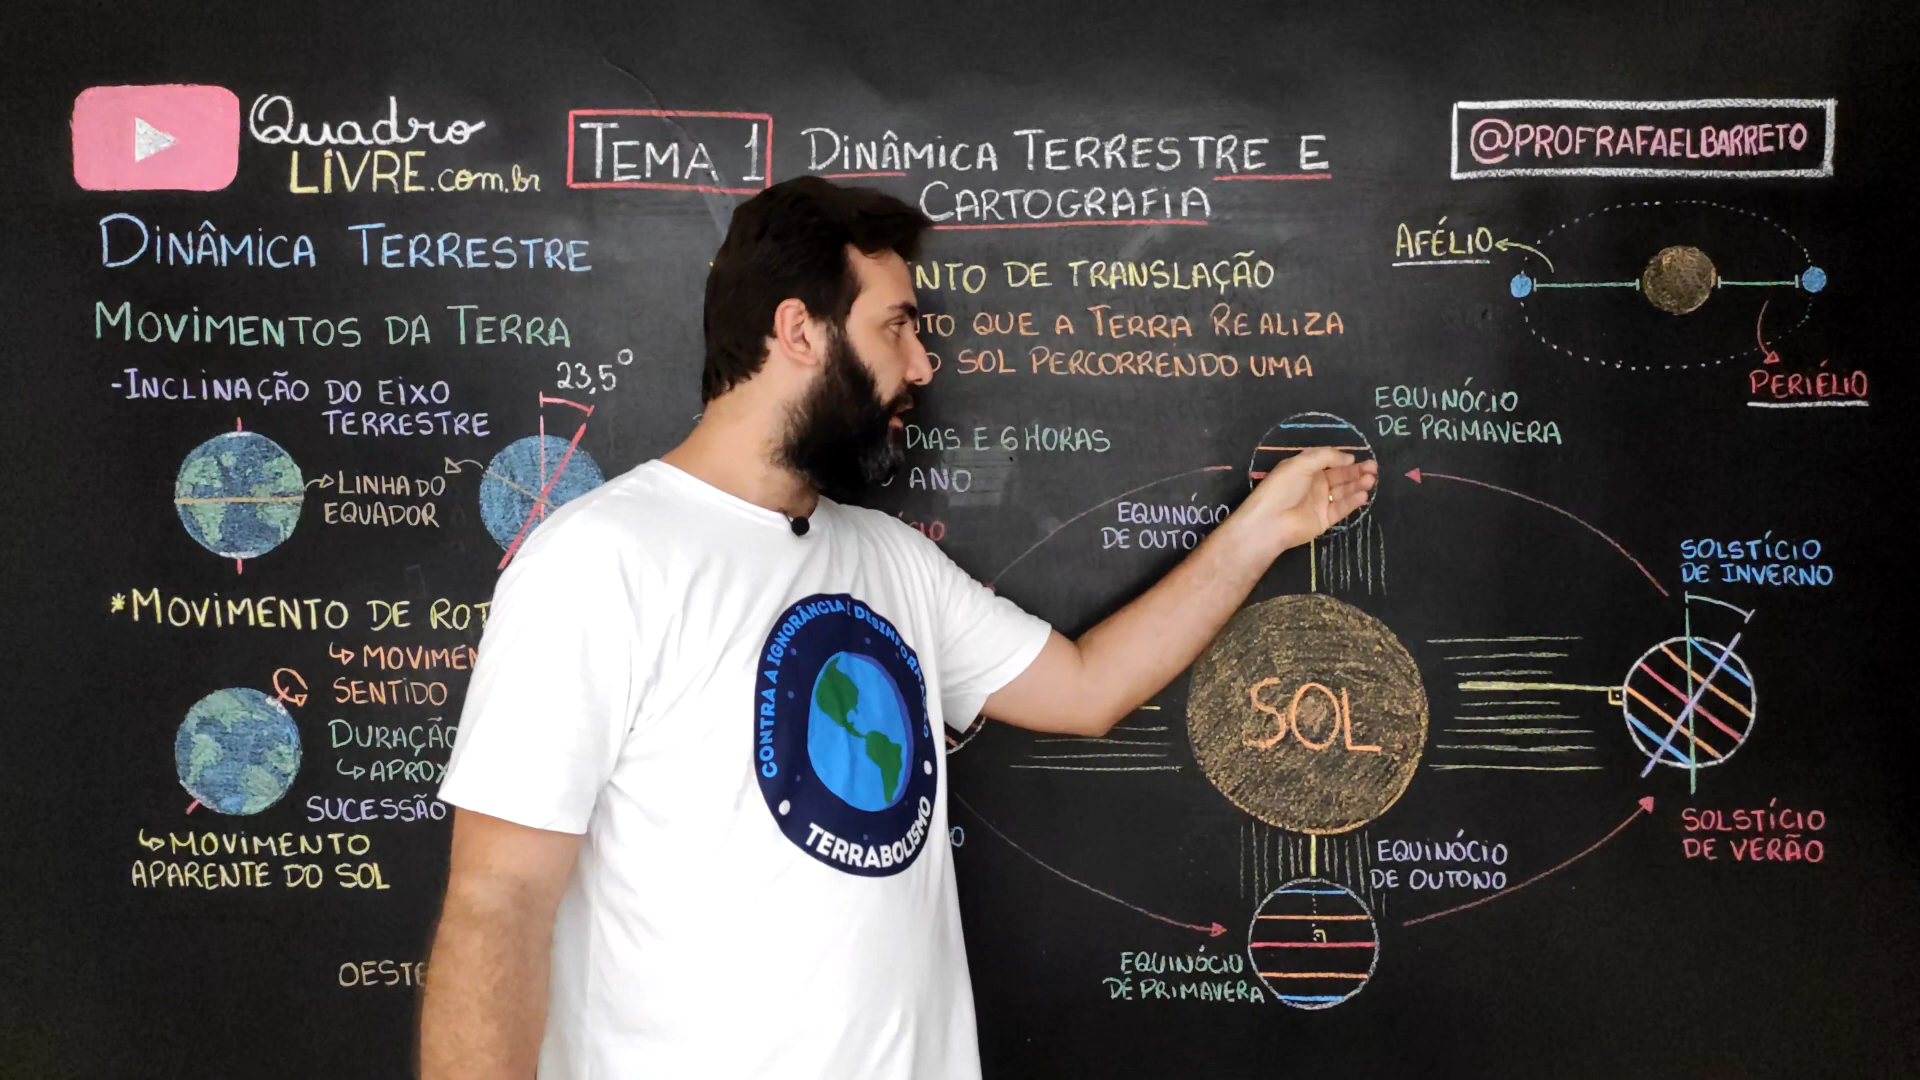 Quadro
LIVRE.com.br
TEMA 1
DINÂMICA TERRESTRE E
CARTOGRAFIA
@PROFRAFAELBARRETO
DINÂMICA TERRESTRE
MOVIMENTOS DA TERRA
-INCLINAÇÃO DO EIXO
TERRESTRE
23,5°
LINHA DO
EQUADOR
*MOVIMENTO DE ROT
MOVIMEN
SENTIDO
DURAÇÃO
APROX
SUCESSÃO
MOVIMENTO
APARENTE DO SOL
OESTE
NTO DE TRANSLAÇÃO
TO QUE A TERRA REALIZA
O SOL PERCORRENDO UMA
DIAS E 6 HORAS
ANO
AFÉLIO
PERIÉLIO
EQUINÓCIO
DE PRIMAVERA
EQUINÓCIO
DE OUTO
SOLSTÍCIO
DE INVERNO
SOL
SOLSTÍCIO
DE VERÃO
EQUINÓCIO
DE OUTONO
EQUINÓCIO
DE PRIMAVERA
CONTRA A IGNORÂNCIA/DESINFORMAÇÃO
TERRABOLISMO